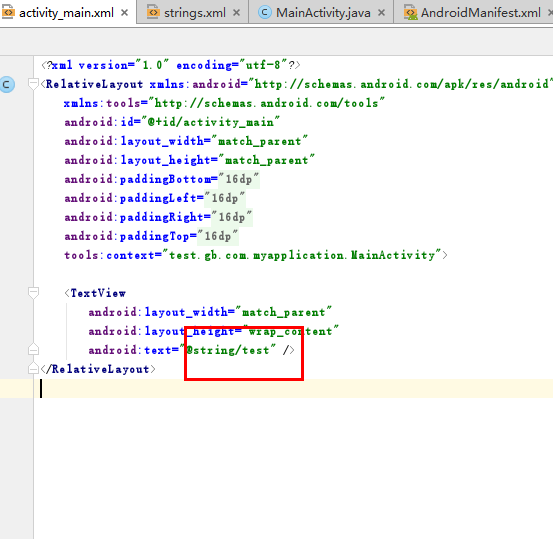 activity_main.xml × strings.xml × C MainActivity.java × AndroidManifest.xml ×
<?xml version="1.0" encoding="utf-8"?>
C <RelativeLayout xmlns:android="http://schemas.android.com/apk/res/android"
xmlns:tools="http://schemas.android.com/tools"
android:id="@+id/activity_main"
android:layout_width="match_parent"
android:layout_height="match_parent"
android:paddingBottom="16dp"
android:paddingLeft="16dp"
android:paddingRight="16dp"
android:paddingTop="16dp"
tools:context="test.gb.com.myapplication.MainActivity">
<TextView
android:layout_width="match_parent"
android:layout_height="wrap_content"
android:text="@string/test" />
</RelativeLayout>